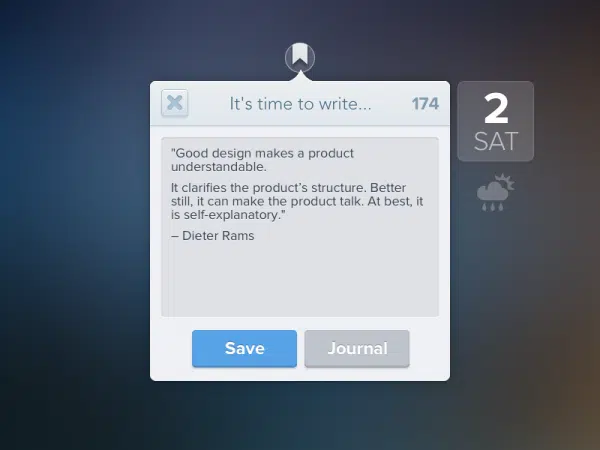 It's time to write...
174
"Good design makes a product
understandable.
It clarifies the product's structure. Better
still, it can make the product talk. At best, it
is self-explanatory."
– Dieter Rams
Save
Journal
2
SAT